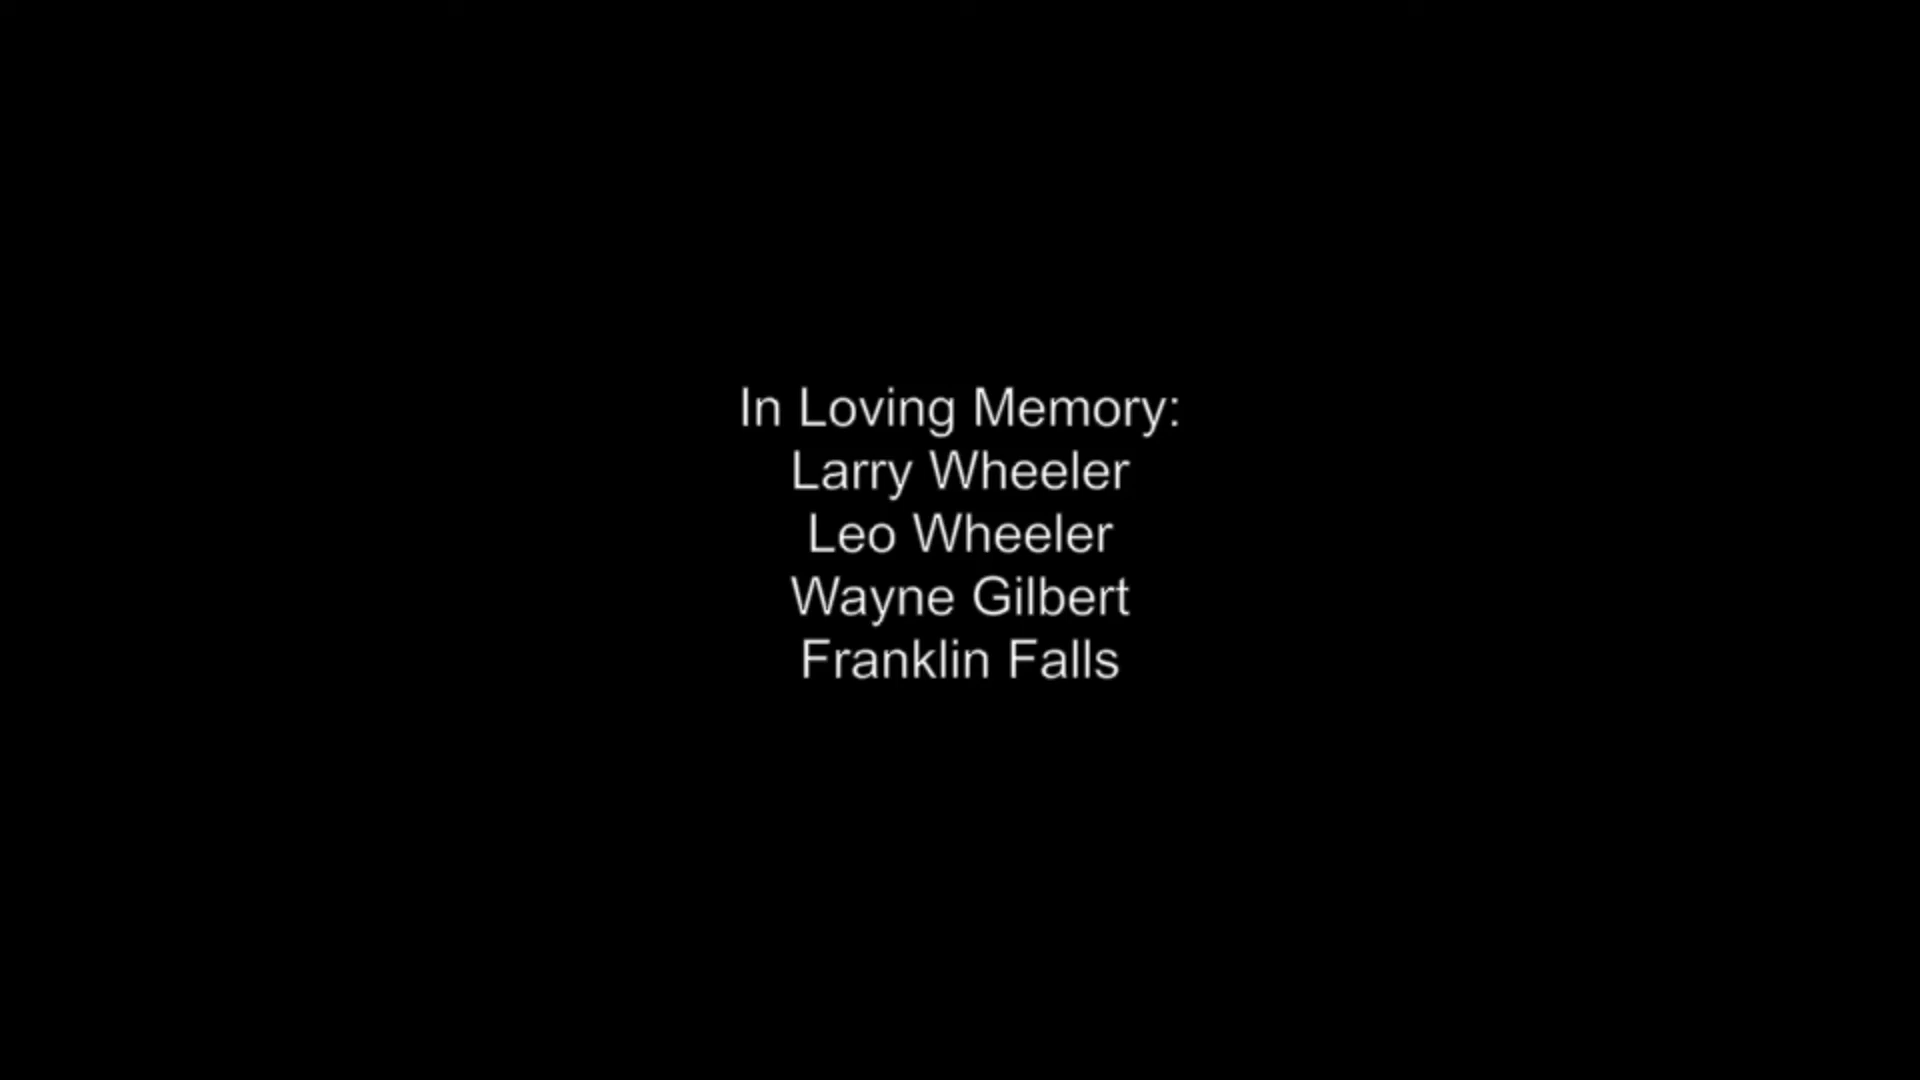 In Loving Memory:
Larry Wheeler
Leo Wheeler
Wayne Gilbert
Franklin Falls